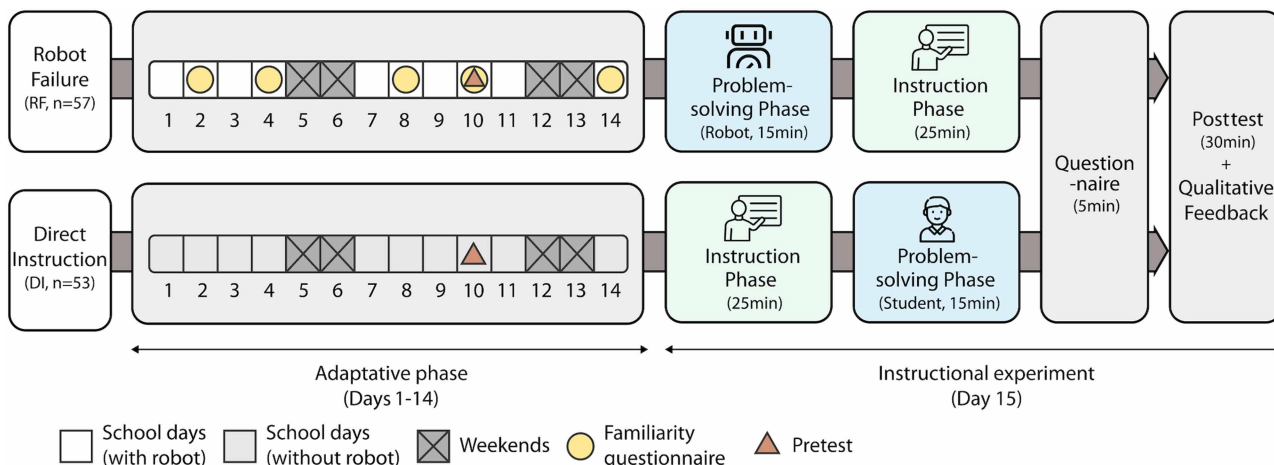 Robot
Failure
(RF, n=57)
1 2 3 4 5 6 7 8 9 10 11 12 13 14
Problem-
solving Phase
(Robot, 15min)
Instruction
Phase
(25min)
Direct
Instruction
(DI, n=53)
1 2 3 4 5 6 7 8 9 10 11 12 13 14
Instruction
Phase
(25min)
Problem-
solving Phase
(Student, 15min)
Question
-naire
(5min)
Posttest
(30min)
+
Qualitative
Feedback
Adaptative phase
(Days 1-14)
Instructional experiment
(Day 15)
School days
(with robot)
School days
(without robot)
Weekends
Familiarity
questionnaire
Pretest